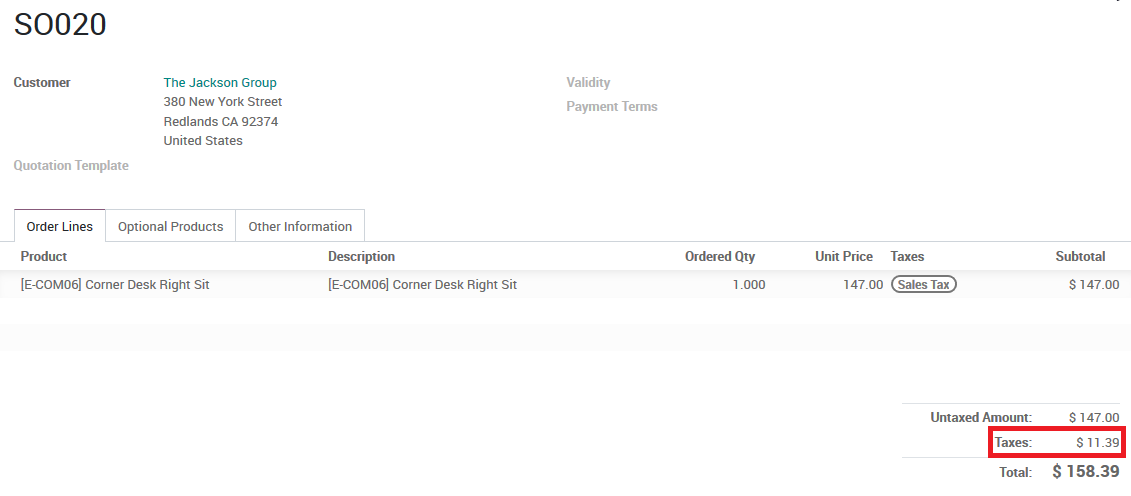 SO020
Customer The Jackson Group Validity
380 New York Street Payment Terms
Redlands CA 92374
United States
Quotation Template
Order Lines Optional Products Other Information
Product Description Ordered Qty Unit Price Taxes Subtotal
[E-COM06] Corner Desk Right Sit [E-COM06] Corner Desk Right Sit 1.000 147.00 Sales Tax $ 147.00
Untaxed Amount: $ 147.00
Taxes: $ 11.39
Total: $ 158.39